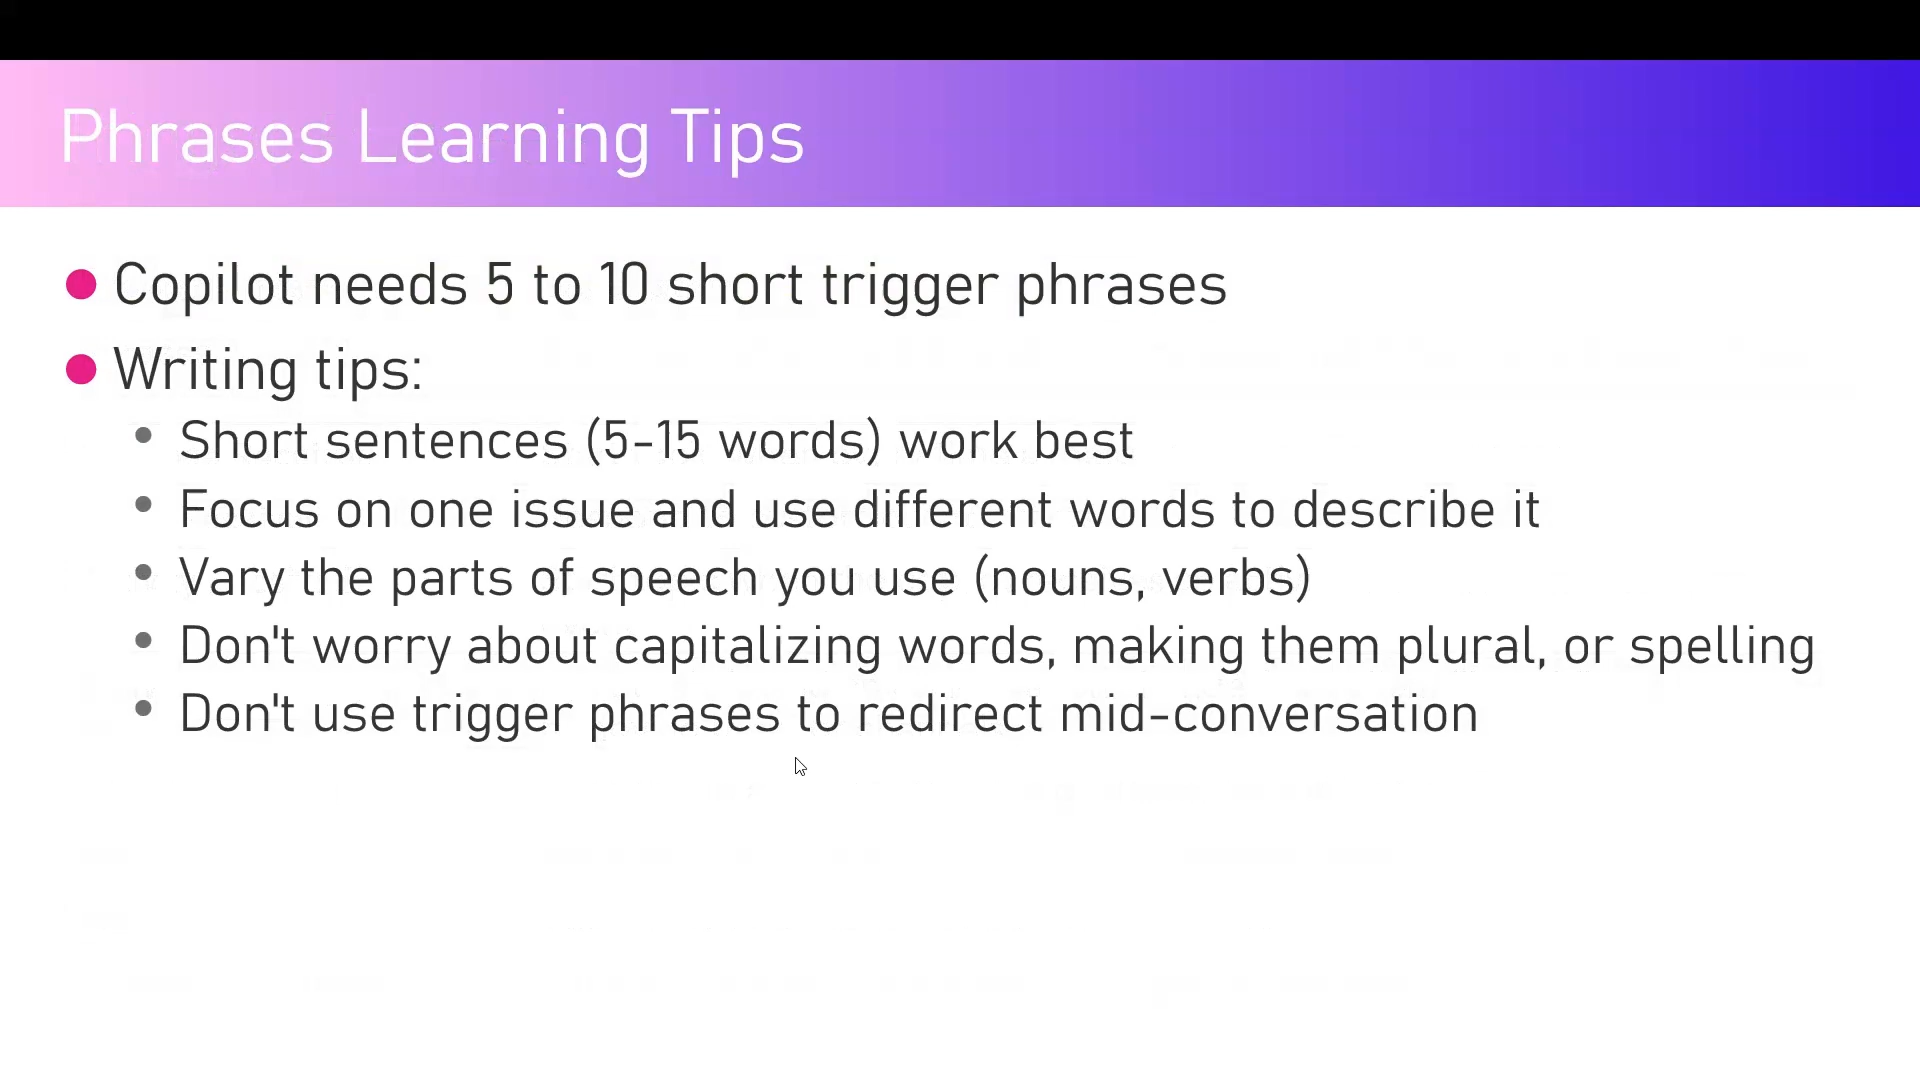 Phrases Learning Tips
Copilot needs 5 to 10 short trigger phrases
Writing tips:
Short sentences (5-15 words) work best
Focus on one issue and use different words to describe it
Vary the parts of speech you use (nouns, verbs)
Don't worry about capitalizing words, making them plural, or spelling
Don't use trigger phrases to redirect mid-conversation